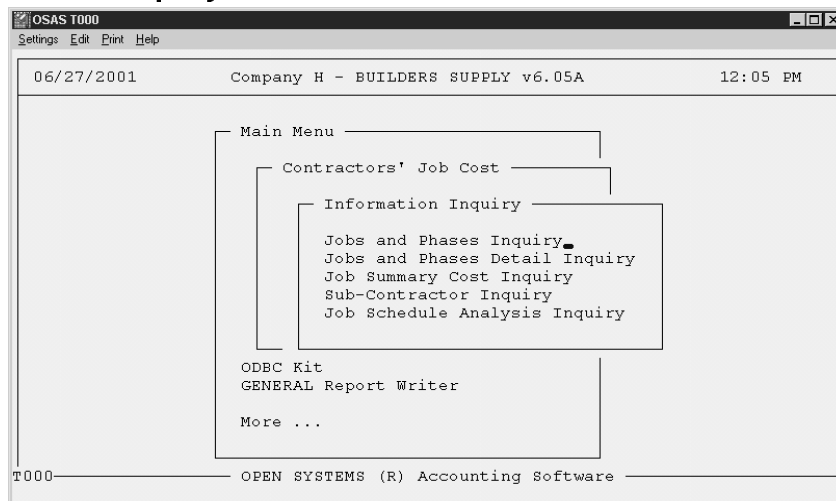 OSAS T000
Settings Edit Print Help
06/27/2001 Company H - BUILDERS SUPPLY v6.05A 12:05 PM
Main Menu
Contractors' Job Cost
Information Inquiry
Jobs and Phases Inquiry
Jobs and Phases Detail Inquiry
Job Summary Cost Inquiry
Sub-Contractor Inquiry
Job Schedule Analysis Inquiry
ODBC Kit
GENERAL Report Writer
More ...
T000 OPEN SYSTEMS (R) Accounting Software